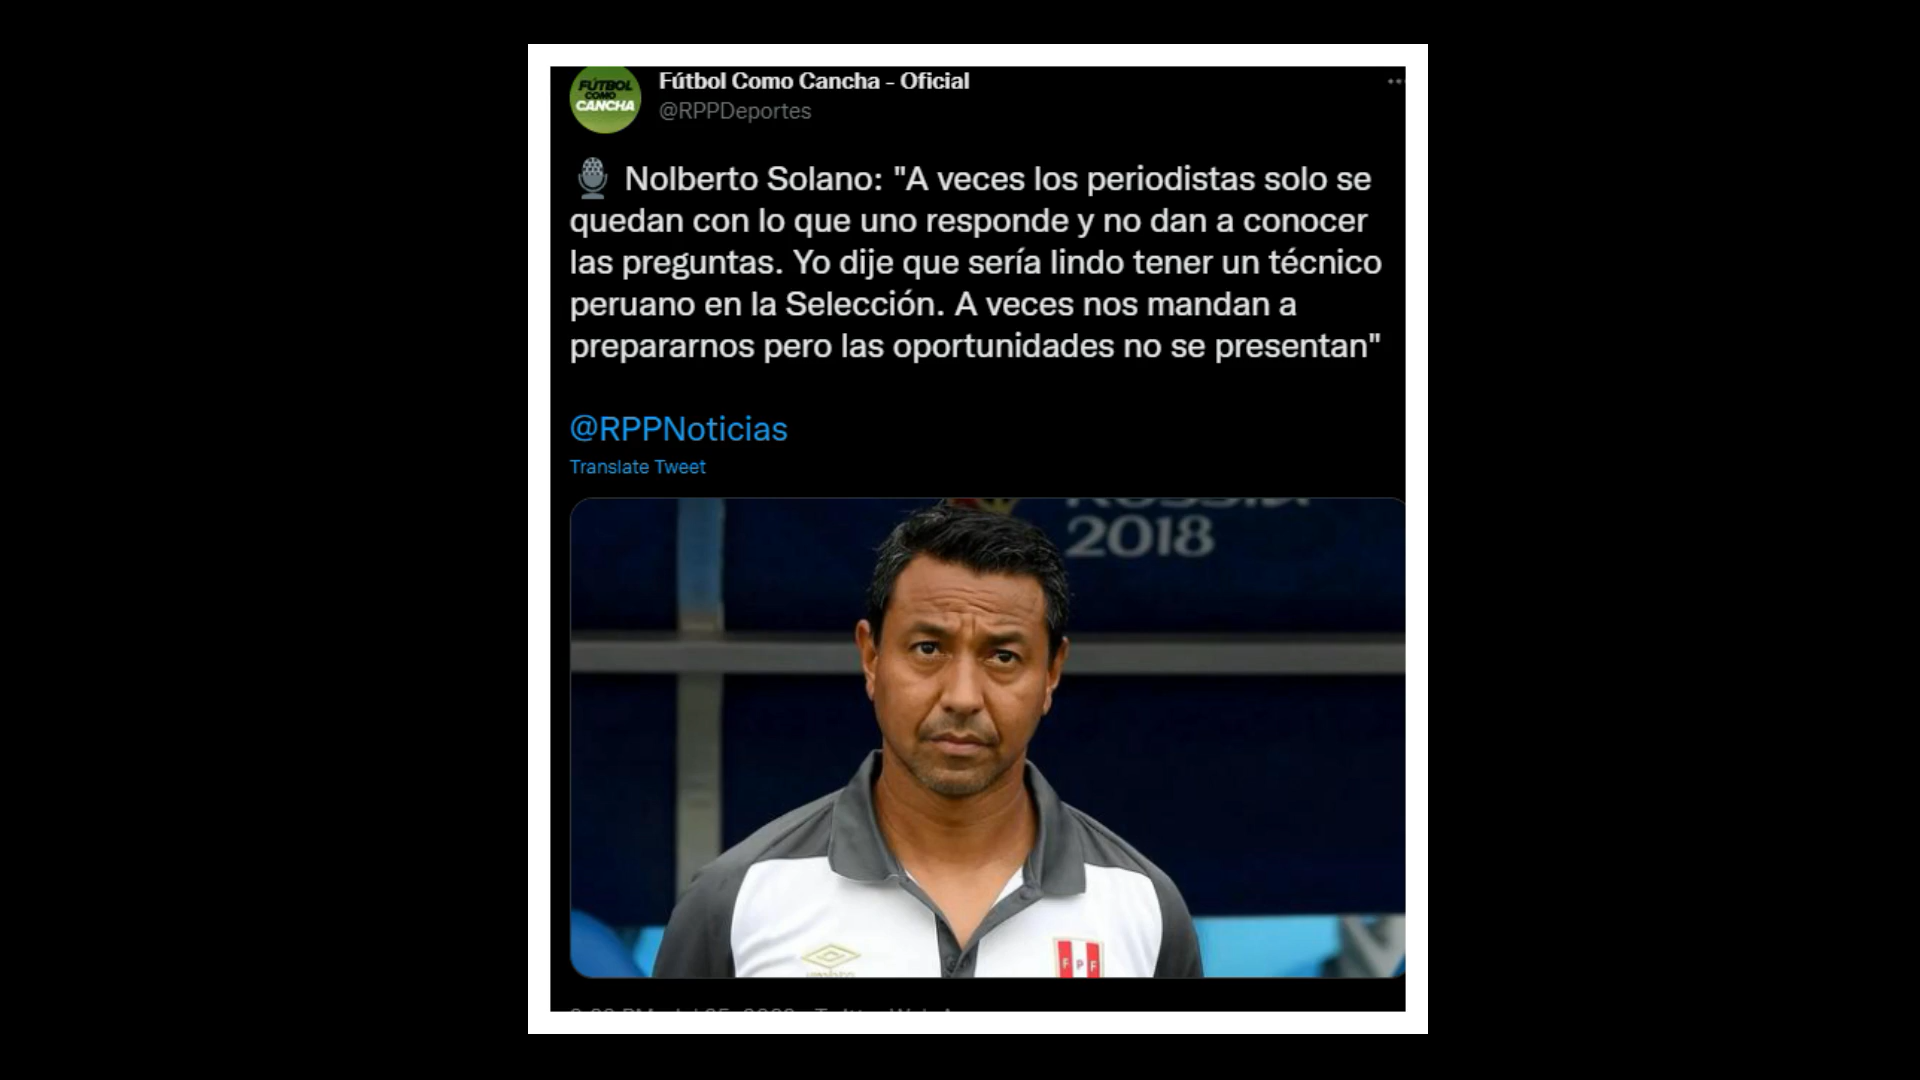 FÚTBOL
COMO
CANCHA
Fútbol Como Cancha - Oficial
@RPPDeportes
Nolberto Solano: "A veces los periodistas solo se
quedan con lo que uno responde y no dan a conocer
las preguntas. Yo dije que sería lindo tener un técnico
peruano en la Selección. A veces nos mandan a
prepararnos pero las oportunidades no se presentan"
@RPPNoticias
Translate Tweet
RUSSIA
2018
umbro
FPF